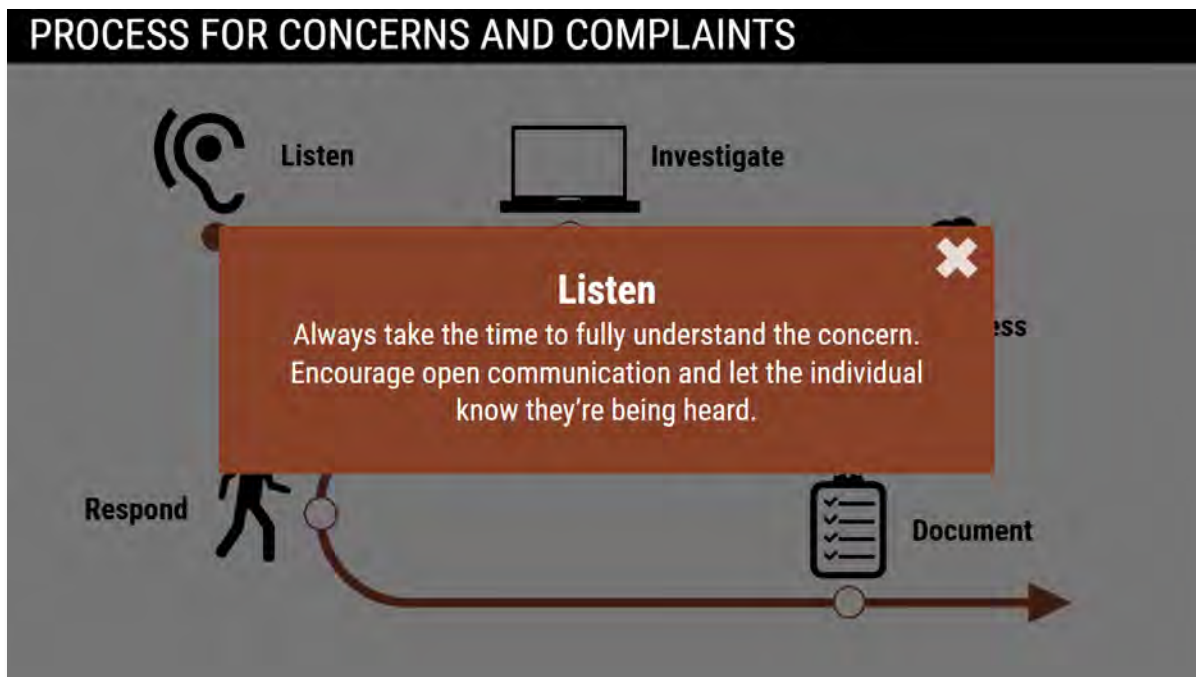 PROCESS FOR CONCERNS AND COMPLAINTS
Listen
Investigate
Listen
Always take the time to fully understand the concern.
Encourage open communication and let the individual
know they’re being heard.
Respond
Document